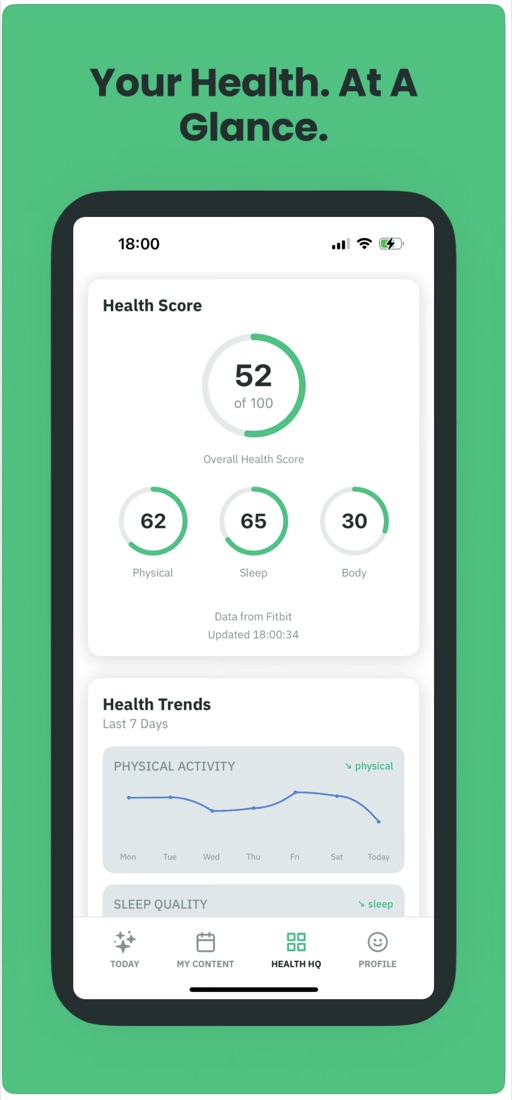 Your Health. At A
Glance.
18:00
Health Score
52
of 100
Overall Health Score
62
65
30
Physical
Sleep
Body
Data from Fitbit
Updated 18:00:34
Health Trends
Last 7 Days
PHYSICAL ACTIVITY
↘ physical
Mon Tue Wed Thu Fri Sat Today
SLEEP QUALITY
↘ sleep
TODAY
MY CONTENT
HEALTH HQ
PROFILE